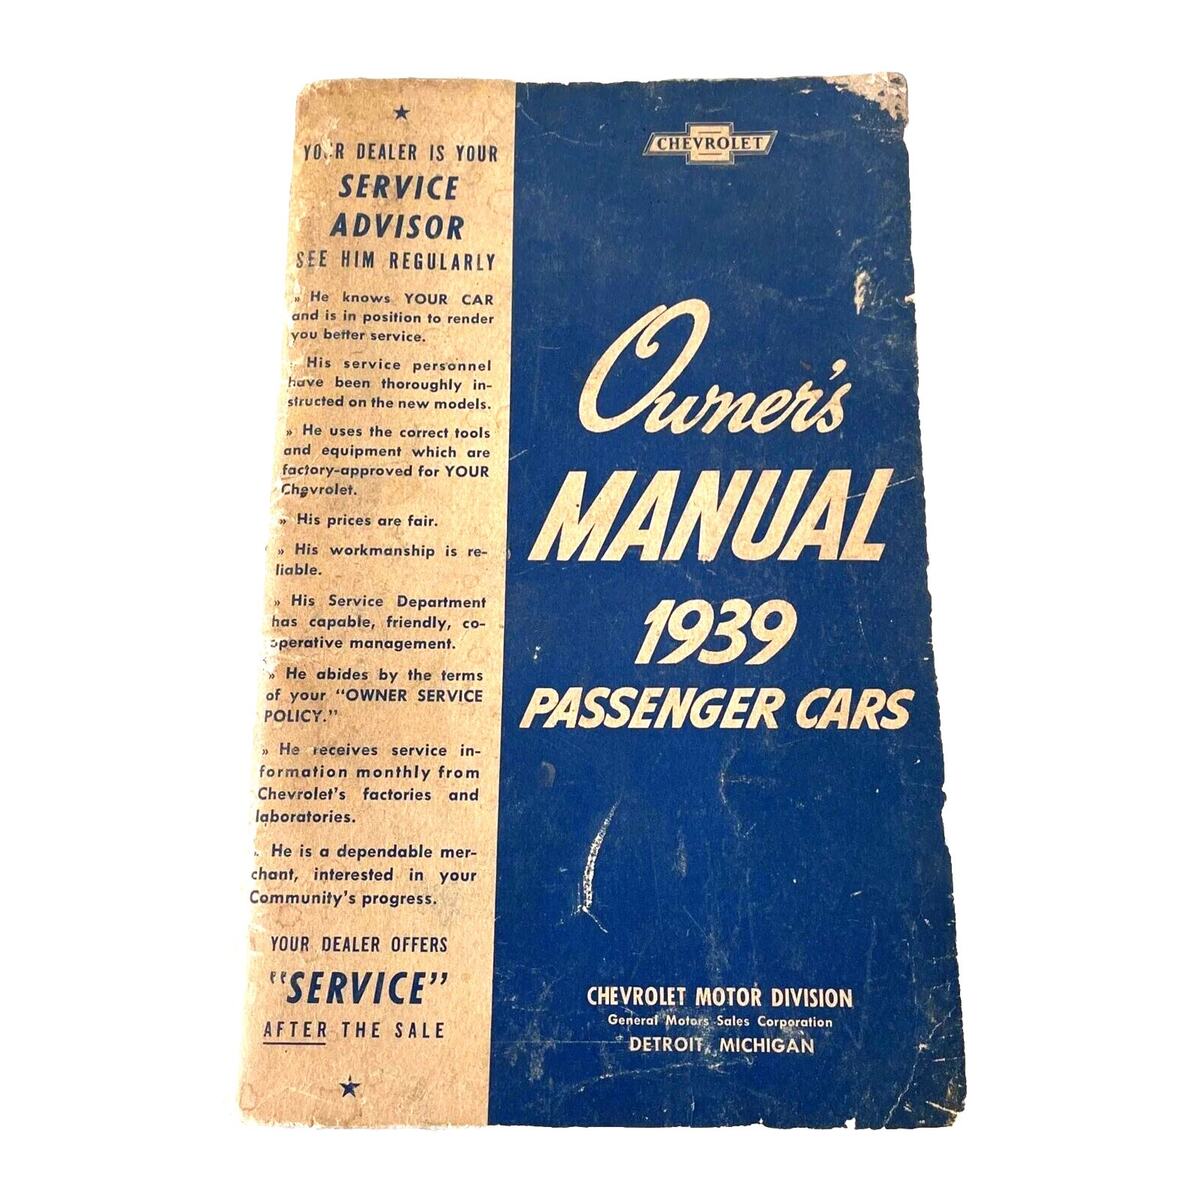 YOUR DEALER IS YOUR
SERVICE
ADVISOR
SEE HIM REGULARLY
» He knows YOUR CAR
and is in position to render
you better service.
» His service personnel
have been thoroughly in-
structed on the new models.
» He uses the correct tools
and equipment which are
factory-approved for YOUR
Chevrolet.
» His prices are fair.
» His workmanship is re-
liable.
» His Service Department
has capable, friendly, co-
operative management.
» He abides by the terms
of your "OWNER SERVICE
POLICY."
» He receives service in-
formation monthly from
Chevrolet's factories and
laboratories.
» He is a dependable mer-
chant, interested in your
Community's progress.
YOUR DEALER OFFERS
"SERVICE"
AFTER THE SALE
CHEVROLET
Owner's
MANUAL
1939
PASSENGER CARS
CHEVROLET MOTOR DIVISION
General Motors Sales Corporation
DETROIT, MICHIGAN